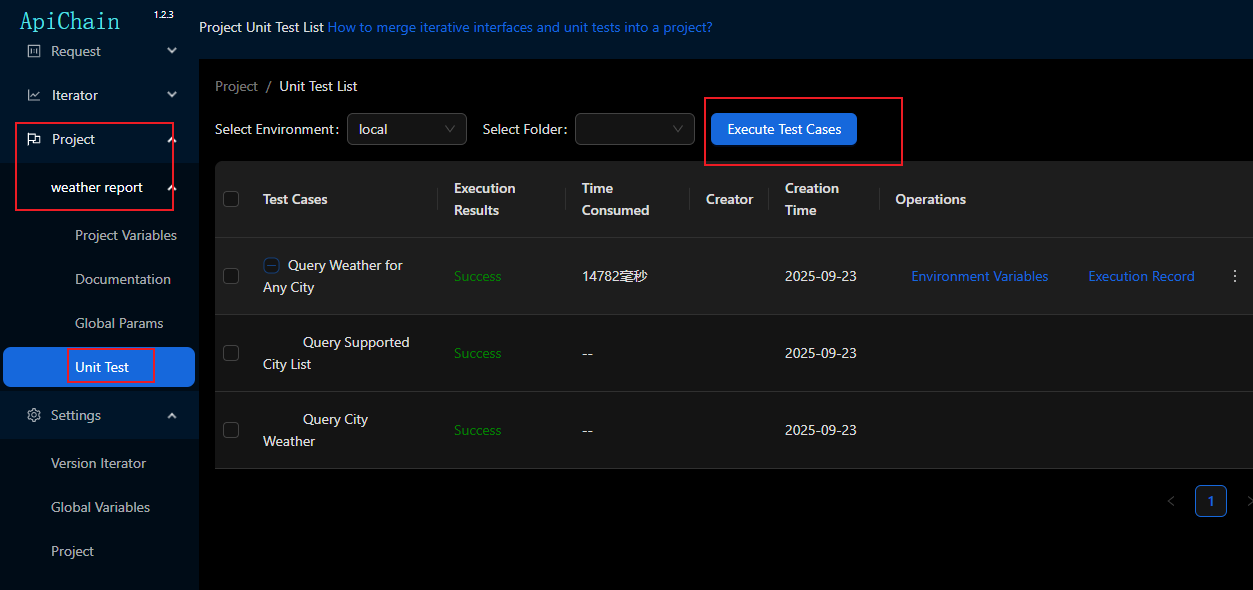 ApiChain 1.2.3
Project Unit Test List How to merge iterative interfaces and unit tests into a project?
Request
Iterator
Project
weather report
Project Variables
Documentation
Global Params
Unit Test
Settings
Version Iterator
Global Variables
Project
Project / Unit Test List
Select Environment: local Select Folder: Execute Test Cases
Test Cases Execution Results Time Consumed Creator Creation Time Operations
Query Weather for Any City Success 14782毫秒 2025-09-23 Environment Variables Execution Record
Query Supported City List Success -- 2025-09-23
Query City Weather Success -- 2025-09-23
1